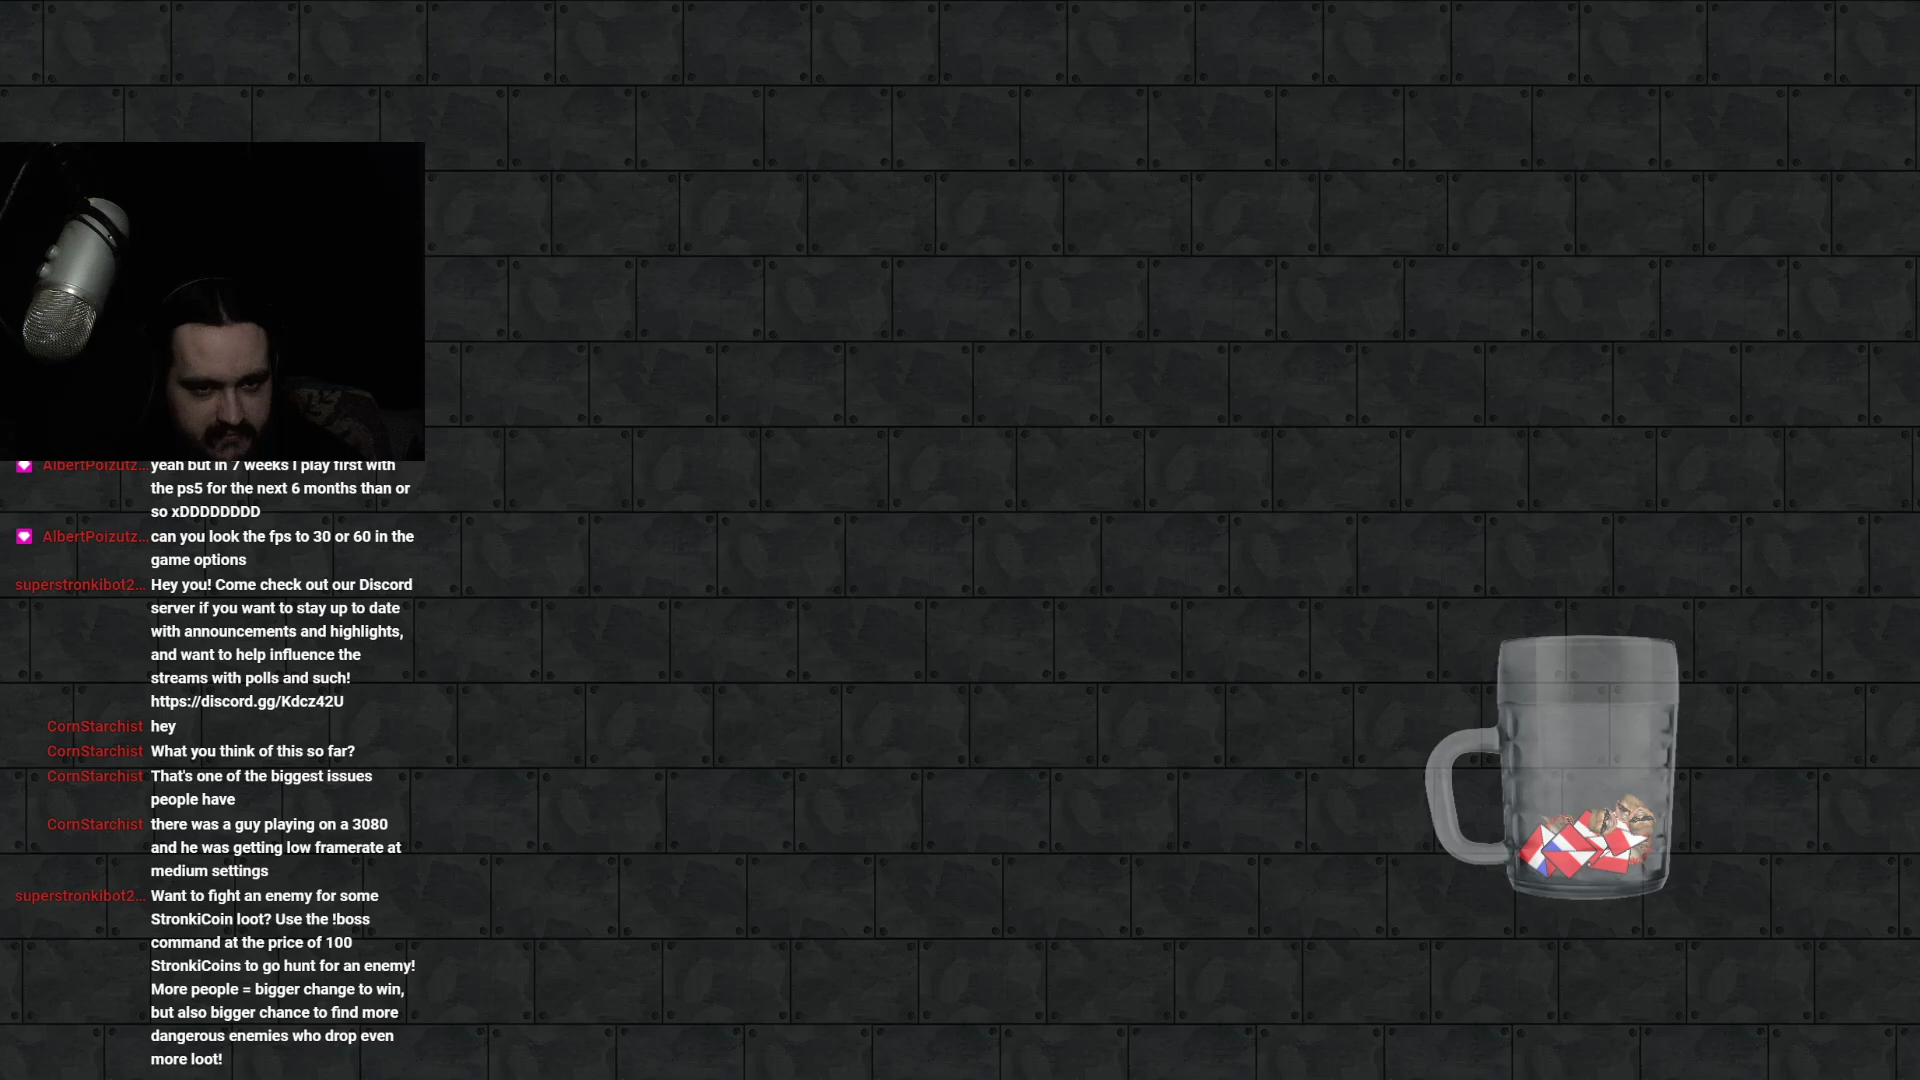 AlbertPoizutz... yeah but in 7 weeks I play first with
the ps5 for the next 6 months than or
so xDDDDDDDD
AlbertPoizutz... can you look the fps to 30 or 60 in the
game options
superstronkibot2... Hey you! Come check out our Discord
server if you want to stay up to date
with announcements and highlights,
and want to help influence the
streams with polls and such!
https://discord.gg/Kdcz42U
CornStarchist hey
CornStarchist What you think of this so far?
CornStarchist That's one of the biggest issues
people have
CornStarchist there was a guy playing on a 3080
and he was getting low framerate at
medium settings
superstronkibot2... Want to fight an enemy for some
StronkiCoin loot? Use the !boss
command at the price of 100
StronkiCoins to go hunt for an enemy!
More people = bigger change to win,
but also bigger chance to find more
dangerous enemies who drop even
more loot!